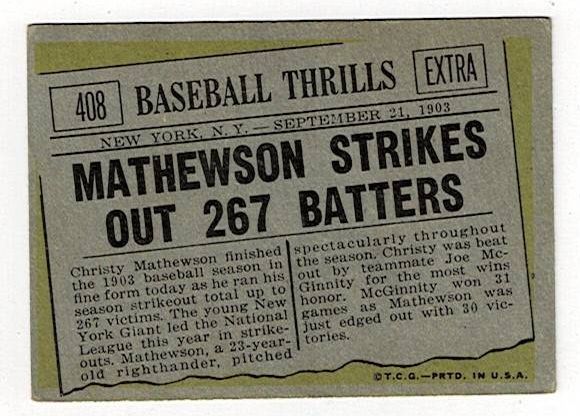 408 BASEBALL THRILLS EXTRA
NEW YORK, N. Y.—SEPTEMBER 21, 1903
MATHEWSON STRIKES
OUT 267 BATTERS
Christy Mathewson finished
the 1903 baseball season in
fine form today as he ran his
season strikeout total up to
267 victims. The young New
York Giant led the National
League this year in strike-
outs. Mathewson, a 23-year-
old righthander, pitched
spectacularly throughout
the season. Christy was beat
out by teammate Joe Mc-
Ginnity for the most wins
honor. McGinnity won 31
games as Mathewson was
just edged out with 30 vic-
tories.
©T.C.G.—PRTD. IN U.S.A.